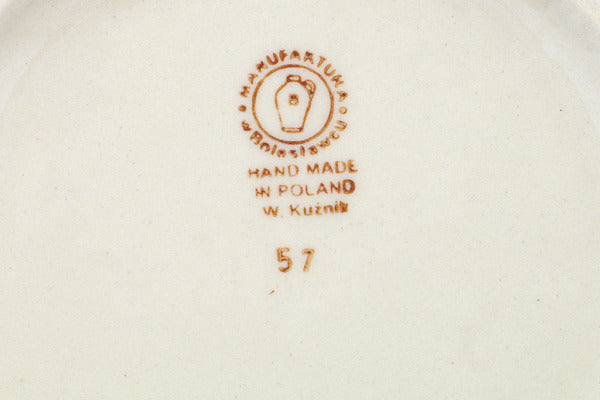 MANUFAKTURA
w Bolesławcu
B
HAND MADE
IN POLAND
W. Kuźnik
57